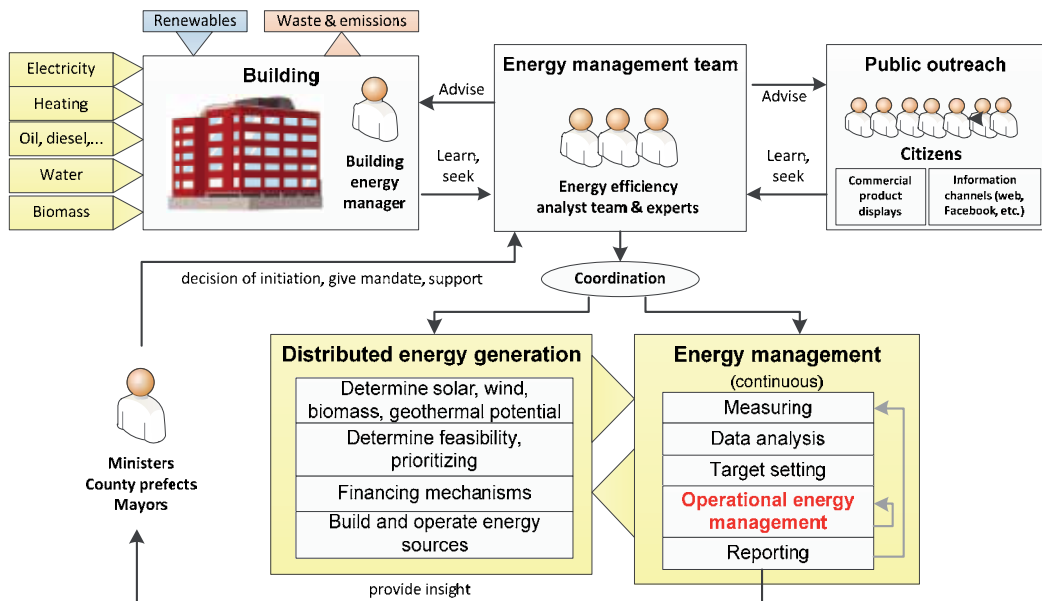 Renewables
Waste & emissions
Electricity
Heating
Oil, diesel,...
Water
Biomass
Building
Building
energy
manager
Advise
Learn,
seek
Energy management team
Energy efficiency
analyst team & experts
Advise
Learn,
seek
Public outreach
Citizens
Commercial
product
displays
Information
channels (web,
Facebook, etc.)
decision of initiation, give mandate, support
Coordination
Ministers
County prefects
Mayors
Distributed energy generation
Determine solar, wind,
biomass, geothermal potential
Determine feasibility,
prioritizing
Financing mechanisms
Build and operate energy
sources
Energy management
(continuous)
Measuring
Data analysis
Target setting
Operational energy
management
Reporting
provide insight